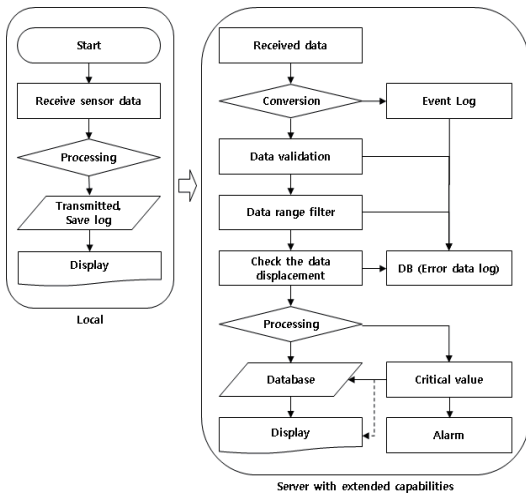 Start
Receive sensor data
Processing
Transmitted,
Save log
Display
Local
Received data
Conversion
Event Log
Data validation
Data range filter
Check the data
displacement
DB (Error data log)
Processing
Database
Critical value
Display
Alarm
Server with extended capabilities